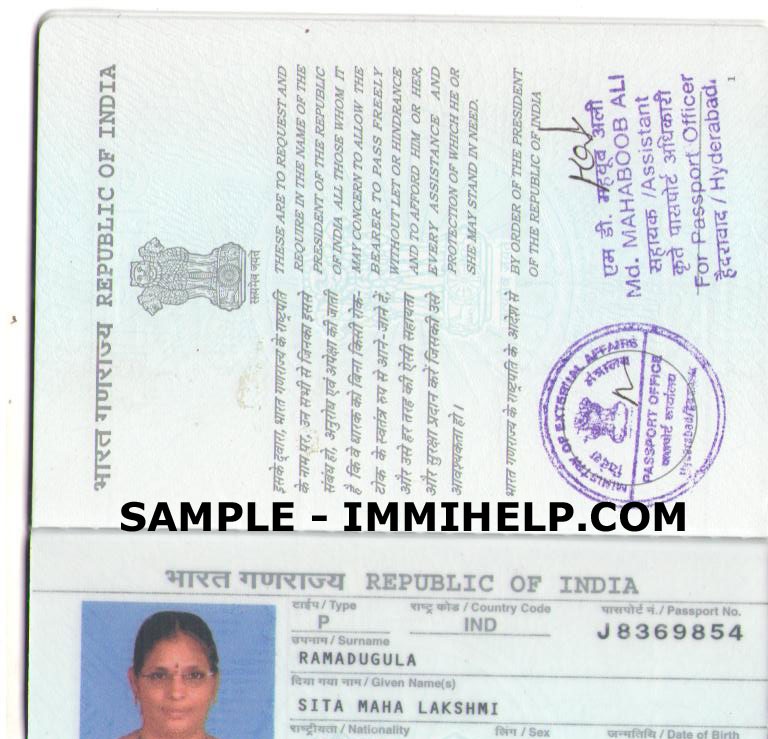 भारत गणराज्य REPUBLIC OF INDIA
सत्यमेव जयते
इसके द्वारा, भारत गणराज्य के राष्ट्रपति
के नाम पर, उन सभी से जिनका इससे
संबंध हो, अनुरोध एवं अपेक्षा की जाती
है कि वे धारक को बिना किसी रोक-
टोक के स्वतंत्र रूप से आने-जाने दें,
और उसे हर तरह की ऐसी सहायता
और सुरक्षा प्रदान करें जिसकी उसे
आवश्यकता हो।
भारत गणराज्य के राष्ट्रपति के आदेश से
THESE ARE TO REQUEST AND
REQUIRE IN THE NAME OF THE
PRESIDENT OF THE REPUBLIC
OF INDIA ALL THOSE WHOM IT
MAY CONCERN TO ALLOW THE
BEARER TO PASS FREELY
WITHOUT LET OR HINDRANCE
AND TO AFFORD HIM OR HER,
EVERY ASSISTANCE AND
PROTECTION OF WHICH HE OR
SHE MAY STAND IN NEED.
BY ORDER OF THE PRESIDENT
OF THE REPUBLIC OF INDIA
MINISTRY OF EXTERNAL AFFAIRS
विदेश मंत्रालय
PASSPORT OFFICE
पासपोर्ट कार्यालय
एम. डी. महबूब अली
Md. MAHABOOB ALI
सहायक /Assistant
कृते पासपोर्ट अधिकारी
For Passport Officer
हैदराबाद / Hyderabad.
1
SAMPLE - IMMIHELP.COM
भारत गणराज्य REPUBLIC OF INDIA
टाईप / Type राष्ट्र कोड / Country Code पासपोर्ट नं. / Passport No.
P IND J8369854
उपनाम / Surname
RAMADUGULA
दिया गया नाम / Given Name(s)
SITA MAHA LAKSHMI
राष्ट्रीयता / Nationality लिंग / Sex जन्मतिथि / Date of Birth